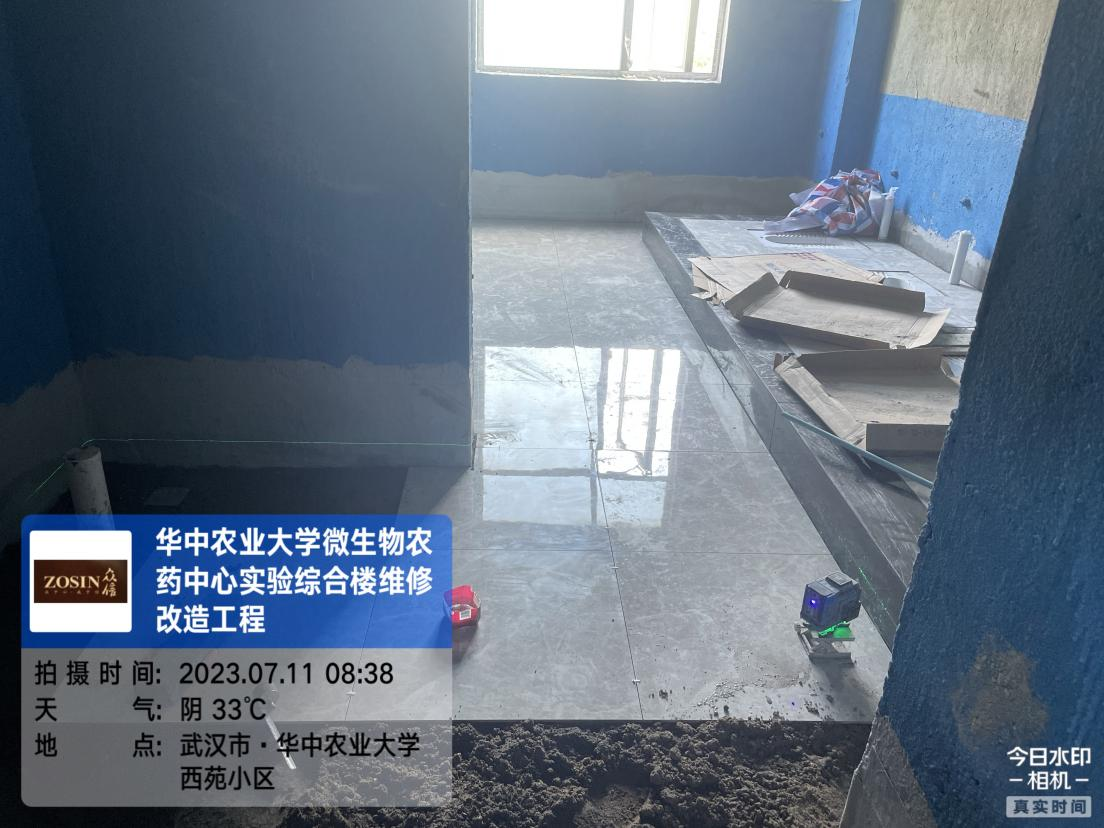 华中农业大学微生物农
药中心实验综合楼维修
改造工程
ZOSIN 众信
拍摄时间: 2023.07.11 08:38
天气: 阴 33℃
地点: 武汉市·华中农业大学
西苑小区
今日水印
相机
真实时间